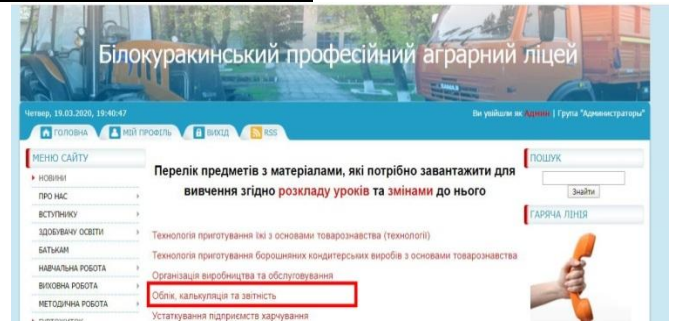 Білокуракинський професійний аграрний ліцей
Четвер, 19.03.2020, 19:40:47
Ви увійшли як Админ | Група "Администраторы"
ГОЛОВНА
МІЙ ПРОФІЛЬ
ВИХІД
RSS
МЕНЮ САЙТУ
НОВИНИ
ПРО НАС
ВСТУПНИКУ
ЗДОБУВАЧУ ОСВІТИ
БАТЬКАМ
НАВЧАЛЬНА РОБОТА
ВИХОВНА РОБОТА
МЕТОДИЧНА РОБОТА
Перелік предметів з матеріалами, які потрібно завантажити для
вивчення згідно розкладу уроків та змінами до нього
Технологія приготування їжі з основами товарознавства (технології)
Технологія приготування борошняних кондитерських виробів з основами товарознавства
Організація виробництва та обслуговування
Облік, калькуляція та звітність
Устаткування підприємств харчування
ПОШУК
Знайти
ГАРЯЧА ЛІНІЯ